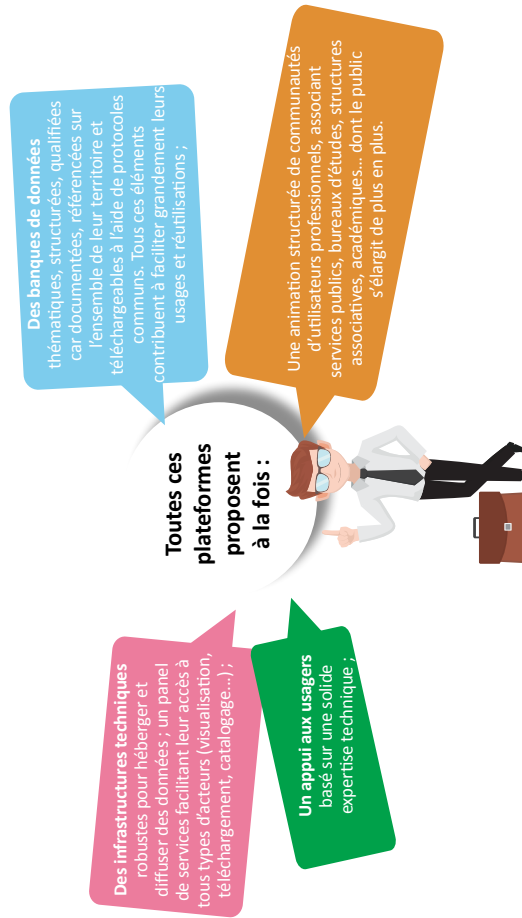 Toutes ces
plateformes
proposent
à la fois :
Des infrastructures techniques
robustes pour héberger et
diffuser des données ; un panel
de services facilitant leur accès à
tous types d'acteurs (visualisation,
téléchargement, catalogage...) ;
Des banques de données
thématiques, structurées, qualifiées
car documentées, référencées sur
l'ensemble de leur territoire et
téléchargeables à l'aide de protocoles
communs. Tous ces éléments
contribuent à faciliter grandement leurs
usages et réutilisations ;
Un appui aux usagers
basé sur une solide
expertise technique ;
Une animation structurée de communautés
d'utilisateurs professionnels, associant
services publics, bureaux d'études, structures
associatives, académiques... dont le public
s'élargit de plus en plus.